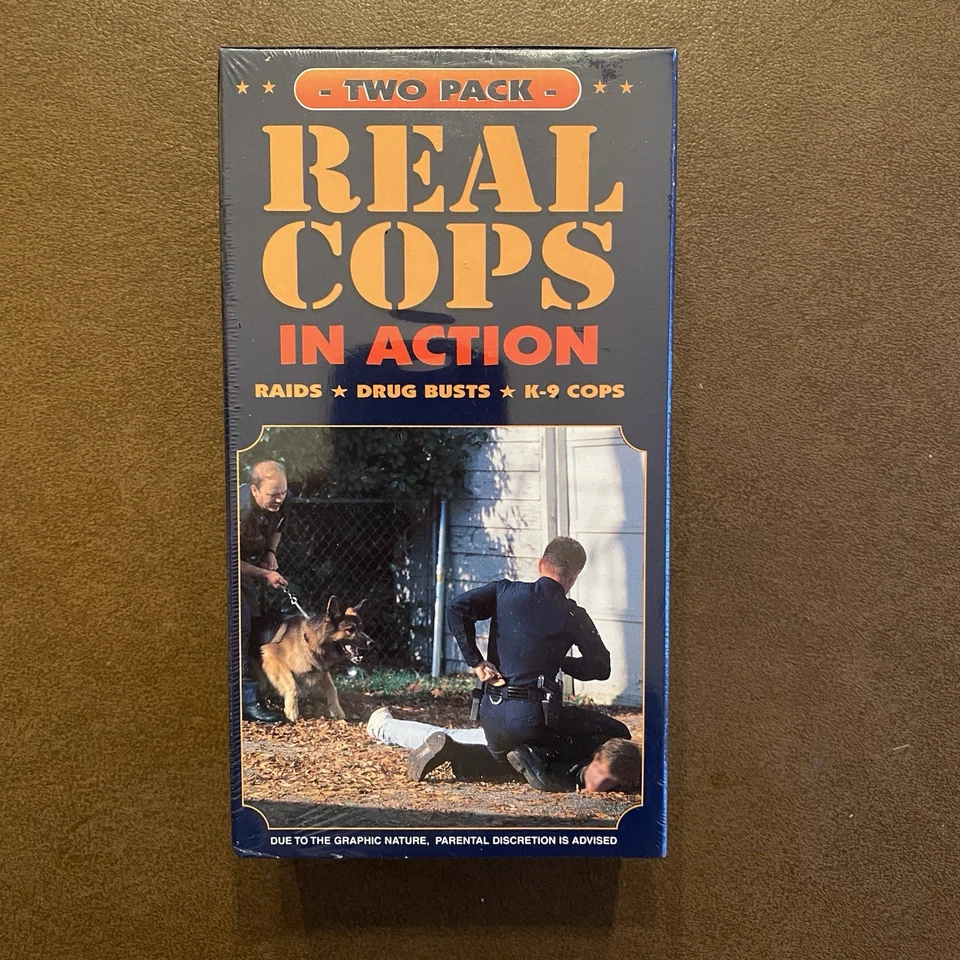 - TWO PACK -
REAL
COPS
IN ACTION
RAIDS ★ DRUG BUSTS ★ K-9 COPS
DUE TO THE GRAPHIC NATURE, PARENTAL DISCRETION IS ADVISED